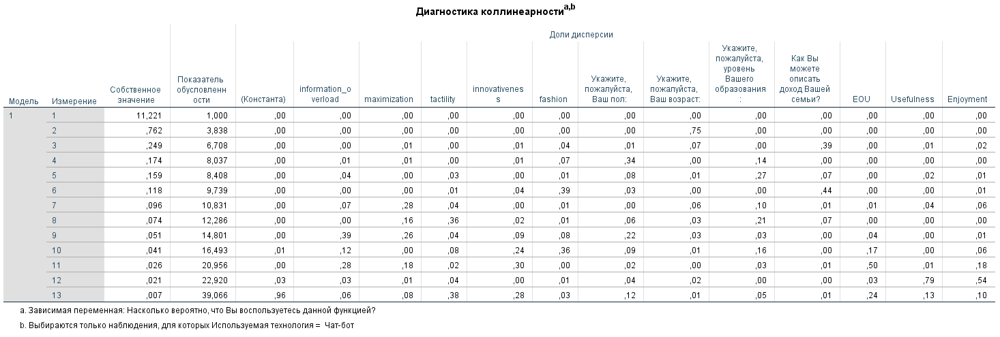 Диагностика коллинеарностиa,b
Доли дисперсии
Модель Измерение Собственное значение Показатель обусловленн ости (Константа) information_o verload maximization tactility innovativenes s fashion Укажите, пожалуйста, Ваш пол: Укажите, пожалуйста, Ваш возраст: Укажите, пожалуйста, уровень Вашего образования : Как Вы можете описать доход Вашей семьи? EOU Usefulness Enjoyment
1 1 11,221 1,000 ,00 ,00 ,00 ,00 ,00 ,00 ,00 ,00 ,00 ,00 ,00 ,00 ,00
2 ,762 3,838 ,00 ,00 ,00 ,00 ,00 ,00 ,00 ,75 ,00 ,00 ,00 ,00 ,00
3 ,249 6,708 ,00 ,00 ,01 ,00 ,01 ,04 ,01 ,07 ,00 ,39 ,00 ,01 ,02
4 ,174 8,037 ,00 ,01 ,01 ,00 ,01 ,07 ,34 ,00 ,14 ,00 ,00 ,00 ,00
5 ,159 8,408 ,00 ,04 ,00 ,03 ,00 ,01 ,08 ,01 ,27 ,07 ,00 ,02 ,01
6 ,118 9,739 ,00 ,00 ,00 ,01 ,04 ,39 ,03 ,00 ,00 ,44 ,00 ,00 ,01
7 ,096 10,831 ,00 ,07 ,28 ,04 ,00 ,01 ,00 ,06 ,10 ,01 ,01 ,04 ,06
8 ,074 12,286 ,00 ,00 ,16 ,36 ,02 ,01 ,06 ,03 ,21 ,07 ,00 ,00 ,00
9 ,051 14,801 ,00 ,39 ,26 ,04 ,09 ,08 ,22 ,03 ,03 ,00 ,04 ,00 ,01
10 ,041 16,493 ,01 ,12 ,00 ,08 ,24 ,36 ,09 ,01 ,16 ,00 ,17 ,00 ,06
11 ,026 20,956 ,00 ,28 ,18 ,02 ,30 ,00 ,02 ,00 ,03 ,01 ,50 ,01 ,18
12 ,021 22,920 ,03 ,03 ,01 ,04 ,00 ,01 ,04 ,02 ,00 ,00 ,03 ,79 ,54
13 ,007 39,066 ,96 ,06 ,08 ,38 ,28 ,03 ,12 ,01 ,05 ,01 ,24 ,13 ,10
a. Зависимая переменная: Насколько вероятно, что Вы воспользуетесь данной функцией?
b. Выбираются только наблюдения, для которых Используемая технология = Чат-бот